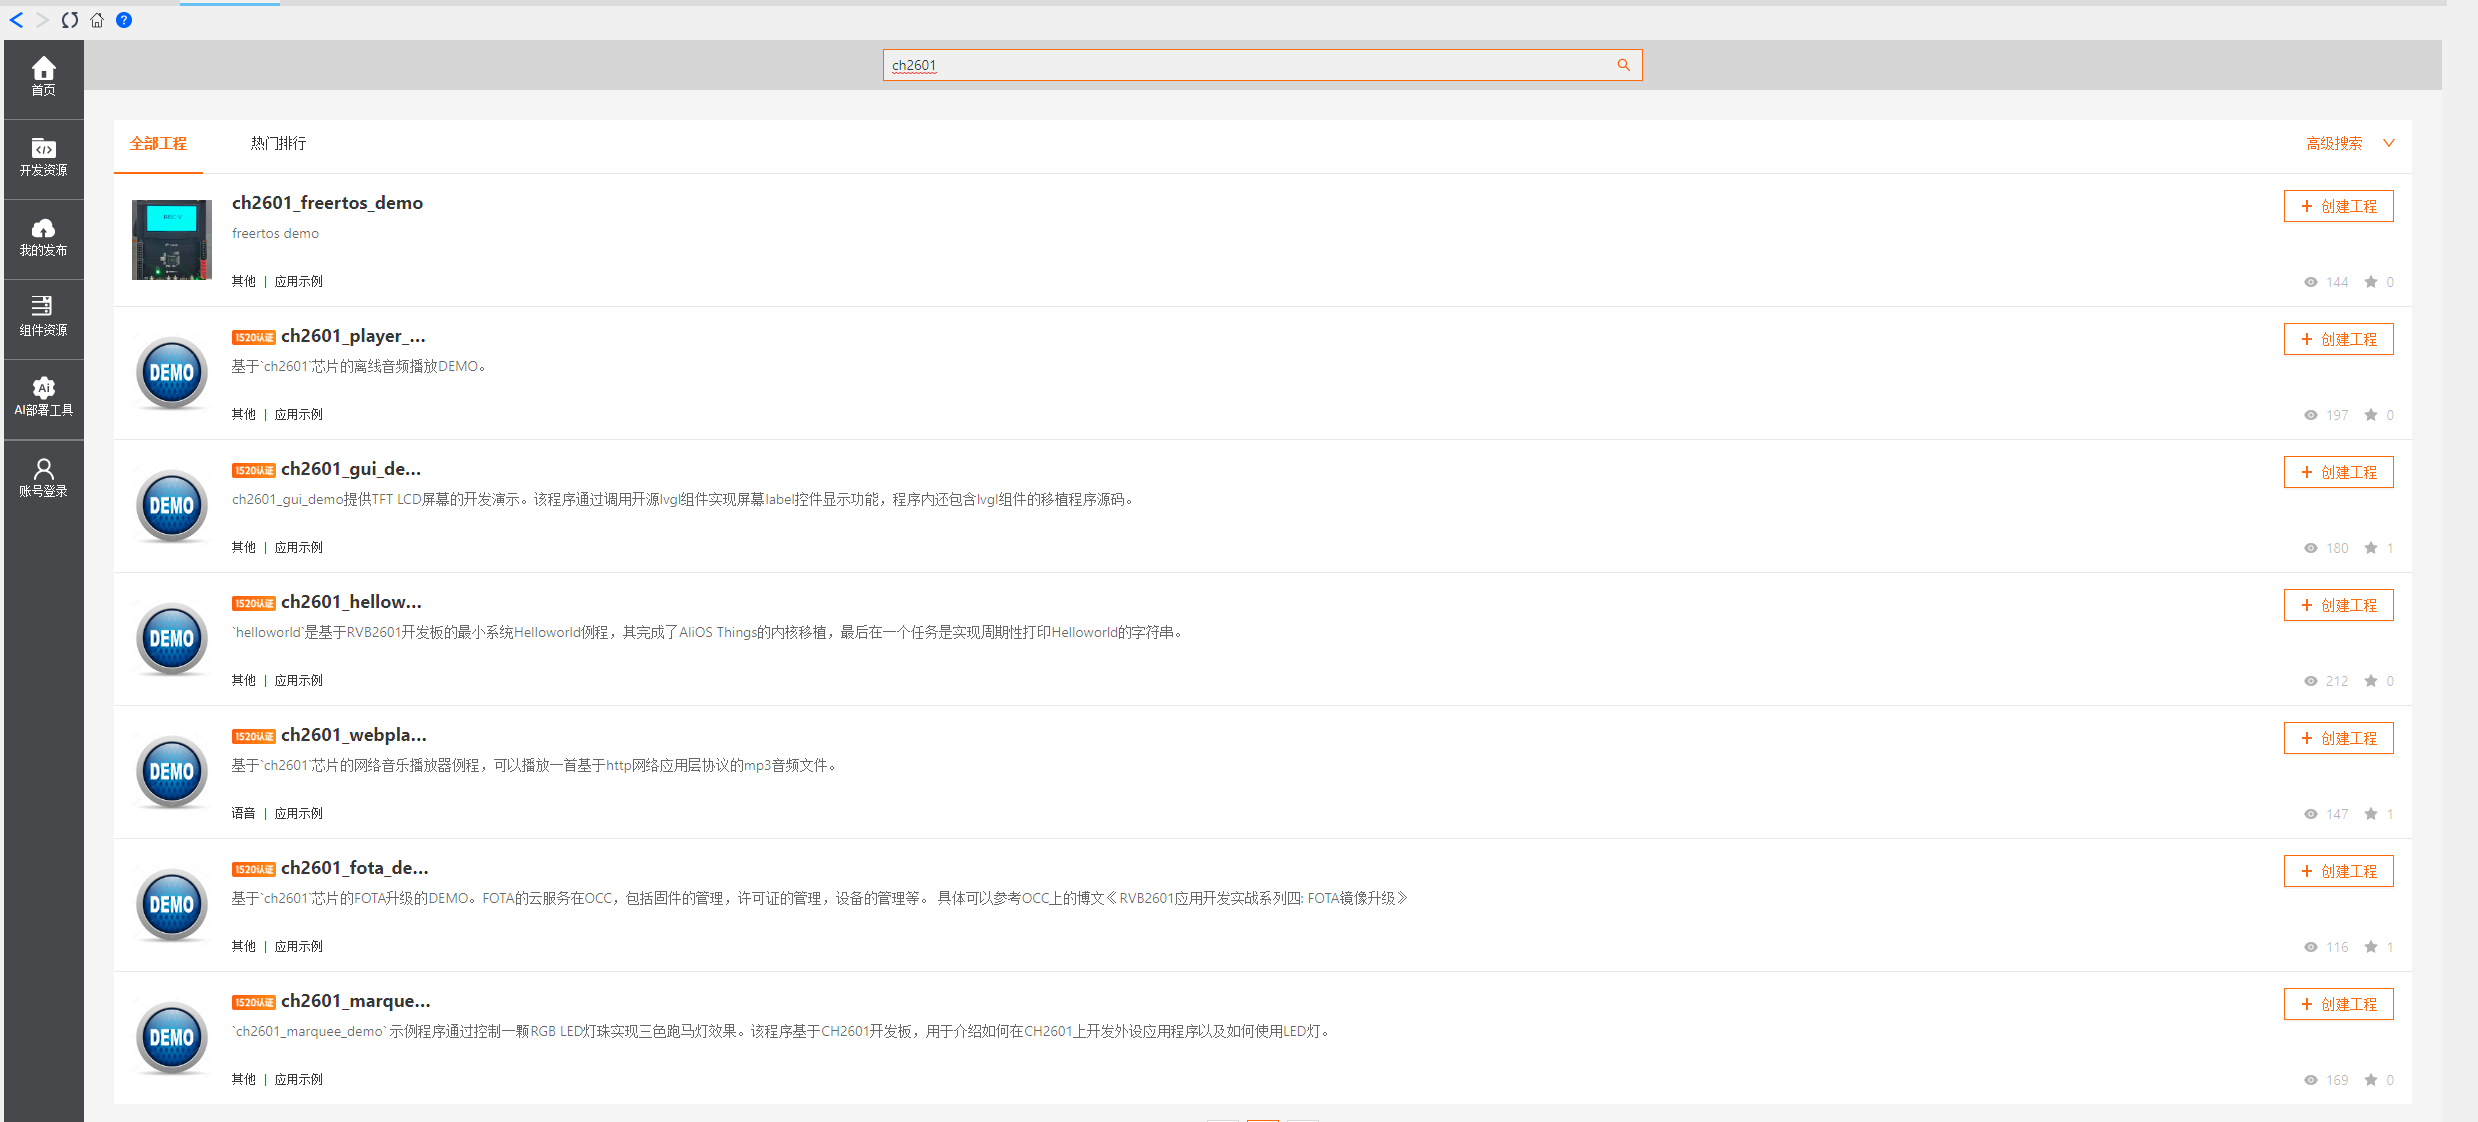 ch2601
首页
开发资源
我的发布
组件资源
Ai
AI部署工具
账号登录
全部工程
热门排行
高级搜索
ch2601_freertos_demo
创建工程
freertos demo
其他 | 应用示例
144 0
1520认证 ch2601_player_...
创建工程
基于`ch2601`芯片的离线音频播放DEMO。
DEMO
其他 | 应用示例
197 0
1520认证 ch2601_gui_de...
创建工程
ch2601_gui_demo提供TFT LCD屏幕的开发演示。该程序通过调用开源lvgl组件实现屏幕label控件显示功能，程序内还包含lvgl组件的移植程序源码。
DEMO
其他 | 应用示例
180 1
1520认证 ch2601_hellow...
创建工程
`helloworld`是基于RVB2601开发板的最小系统Helloworld例程，其完成了AliOS Things的内核移植，最后在一个任务是实现周期性打印Helloworld的字符串。
DEMO
其他 | 应用示例
212 0
1520认证 ch2601_webpla...
创建工程
基于`ch2601`芯片的网络音乐播放器例程，可以播放一首基于http网络应用层协议的mp3音频文件。
DEMO
语音 | 应用示例
147 1
1520认证 ch2601_fota_de...
创建工程
基于`ch2601`芯片的FOTA升级的DEMO。FOTA的云服务在OCC，包括固件的管理，许可证的管理，设备的管理等。 具体可以参考OCC上的博文《RVB2601应用开发实战系列四: FOTA镜像升级》
DEMO
其他 | 应用示例
116 1
1520认证 ch2601_marque...
创建工程
`ch2601_marquee_demo`示例程序通过控制一颗RGB LED灯珠实现三色跑马灯效果。该程序基于CH2601开发板，用于介绍如何在CH2601上开发外设应用程序以及如何使用LED灯。
DEMO
其他 | 应用示例
169 0